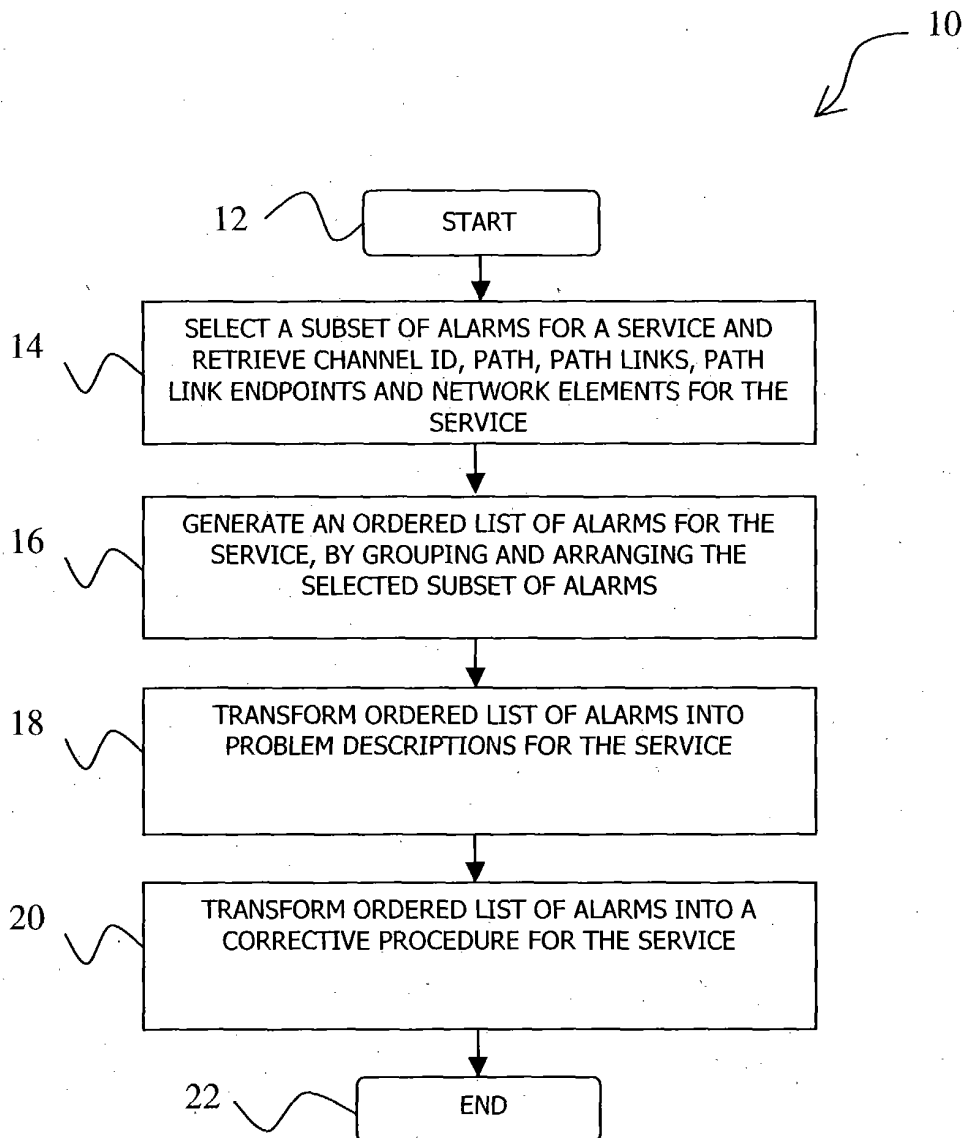 10
12
START
14
SELECT A SUBSET OF ALARMS FOR A SERVICE AND
RETRIEVE CHANNEL ID, PATH, PATH LINKS, PATH
LINK ENDPOINTS AND NETWORK ELEMENTS FOR THE
SERVICE
16
GENERATE AN ORDERED LIST OF ALARMS FOR THE
SERVICE, BY GROUPING AND ARRANGING THE
SELECTED SUBSET OF ALARMS
18
TRANSFORM ORDERED LIST OF ALARMS INTO
PROBLEM DESCRIPTIONS FOR THE SERVICE
20
TRANSFORM ORDERED LIST OF ALARMS INTO A
CORRECTIVE PROCEDURE FOR THE SERVICE
22
END